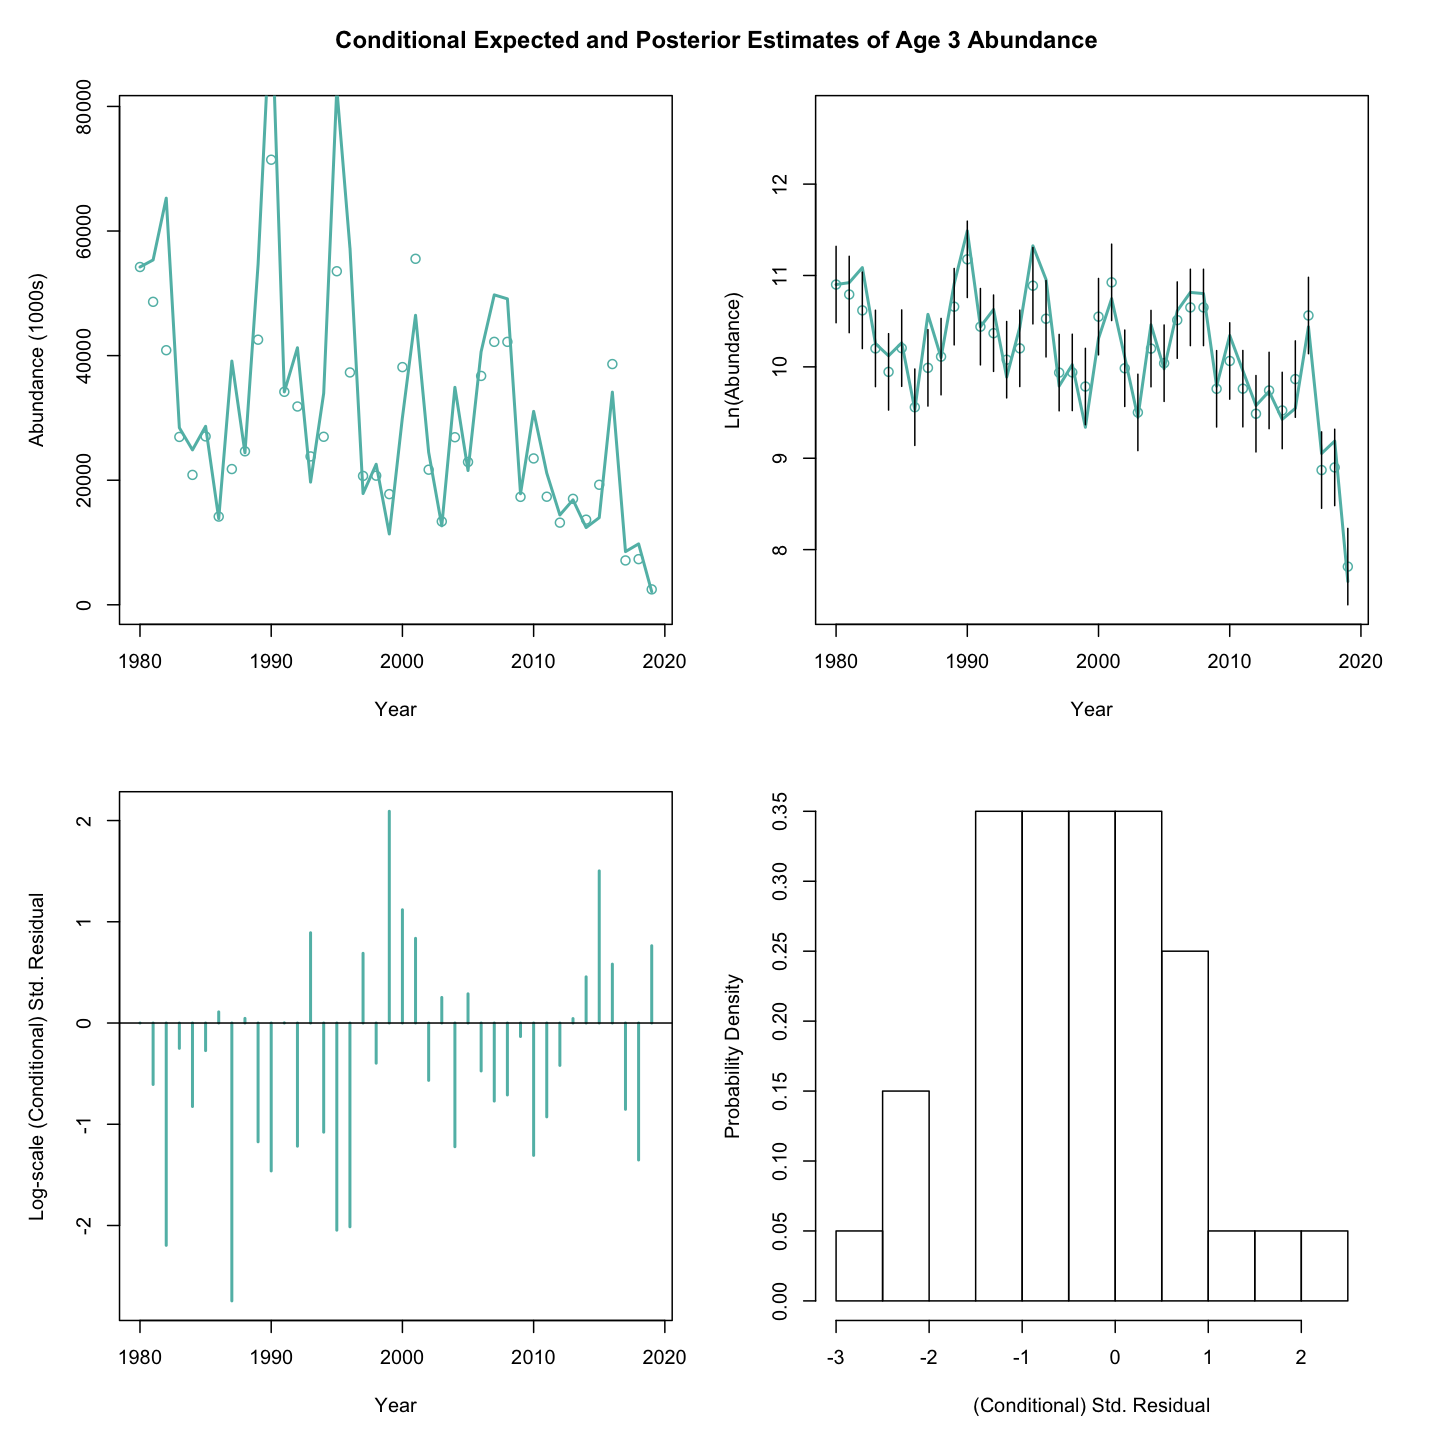 Conditional Expected and Posterior Estimates of Age 3 Abundance
Abundance (1000s)
80000
60000
40000
20000
0
1980 1990 2000 2010 2020
Year
Ln(Abundance)
12
11
10
9
8
1980 1990 2000 2010 2020
Year
Log-scale (Conditional) Std. Residual
2
1
0
-1
-2
1980 1990 2000 2010 2020
Year
Probability Density
0.35
0.30
0.25
0.20
0.15
0.10
0.05
0.00
-3 -2 -1 0 1 2
(Conditional) Std. Residual